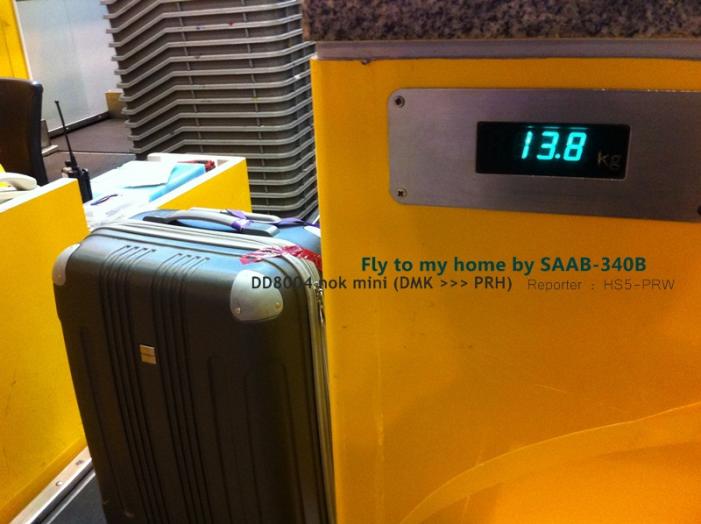 13.8 kg
Fly to my home by SAAB-340B
DD8004 nok mini (DMK >>> PRH) Reporter : HS5-PRW